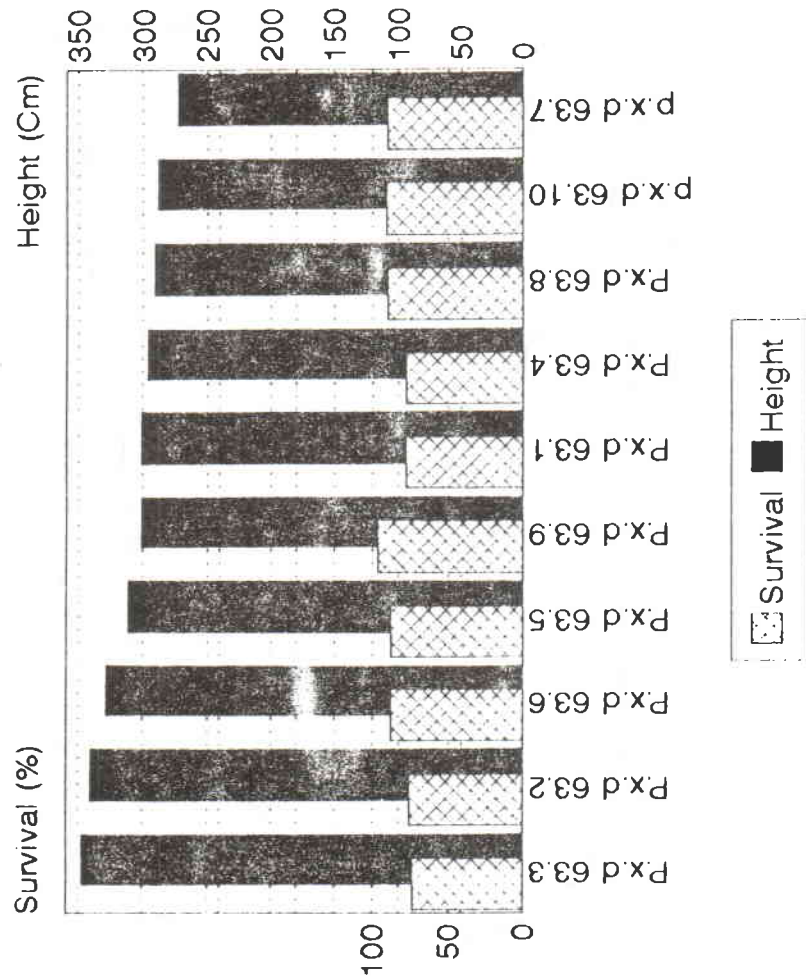 Survival (%)
Height (Cm)
350
300
250
200
150
100
50
0
100
50
0
P.x.d 63.3
P.x.d 63.2
P.x.d 63.6
P.x.d 63.5
P.x.d 63.9
P.x.d 63.1
P.x.d 63.4
P.x.d 63.8
p.x.d 63.10
p.x.d 63.7
Survival
Height